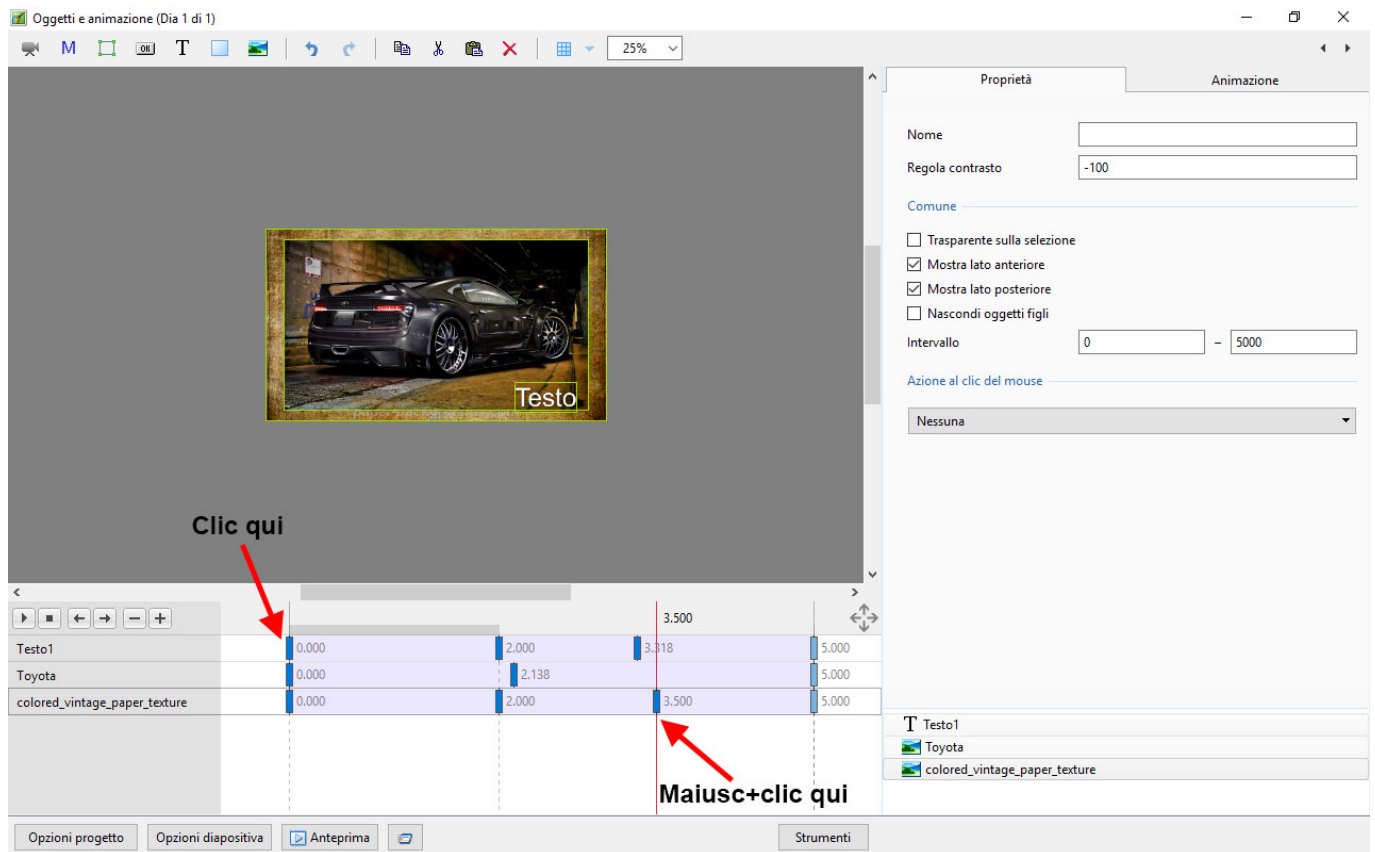 Oggetti e animazione (Dia 1 di 1)
M OK T 25%
Proprietà Animazione
Nome
Regola contrasto -100
Comune
Trasparente sulla selezione
Mostra lato anteriore
Mostra lato posteriore
Nascondi oggetti figli
Intervallo 0 – 5000
Azione al clic del mouse
Nessuna
Testo
Clic qui
3.500
Testo1 0.000 2.000 3.318 5.000
Toyota 0.000 2.138 5.000
colored_vintage_paper_texture 0.000 2.000 3.500 5.000
Maiusc+clic qui
T Testo1
Toyota
colored_vintage_paper_texture
Opzioni progetto Opzioni diapositiva Anteprima Strumenti